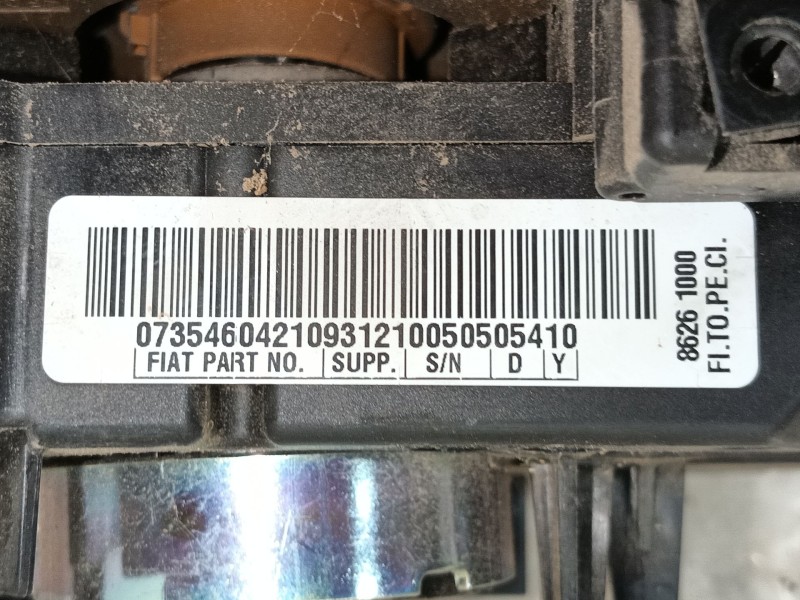 07354604210931210050505410
FIAT PART NO. SUPP. S/N D Y
8626 1000
FI.TO.PE.CI.